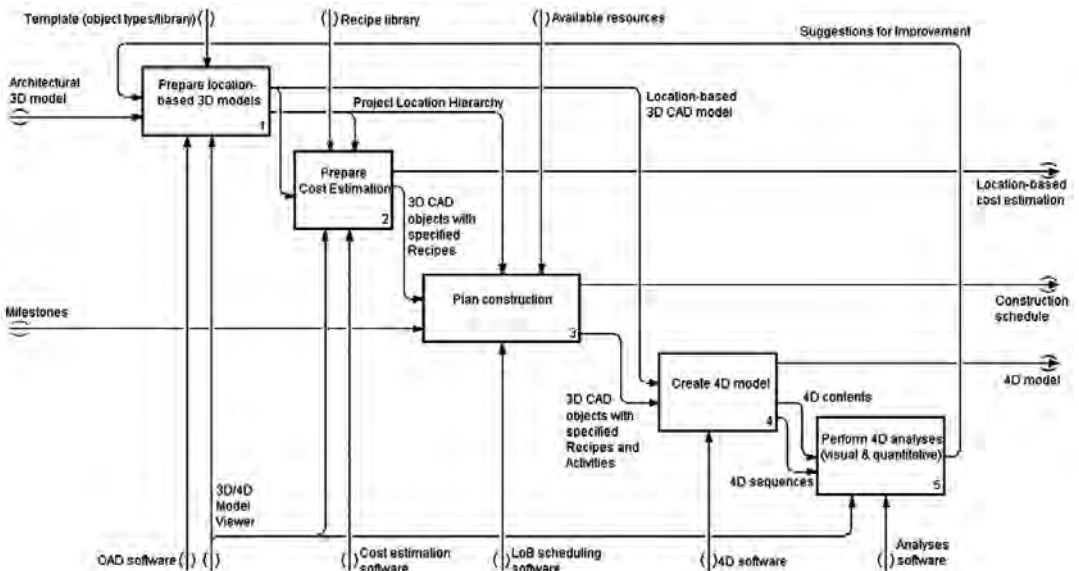 Template (object types/library)
Recipe library
Available resources
Suggestions for Improvement
Architectural
3D model
Prepare location-
based 3D models
1
Project Location Hierarchy
Location-based
3D CAD model
Prepare
Cost Estimation
2
Location-based
cost estimation
3D CAD
objects with
specified
Recipes
Plan construction
3
Milestones
Construction
schedule
Create 4D model
4
4D model
4D contents
3D CAD
objects with
specified
Recipes and
Activities
Perform 4D analyses
(visual & quantitative)
5
4D sequences
3D/4D
Model
Viewer
CAD software
Cost estimation
software
LoB scheduling
software
4D software
Analyses
software